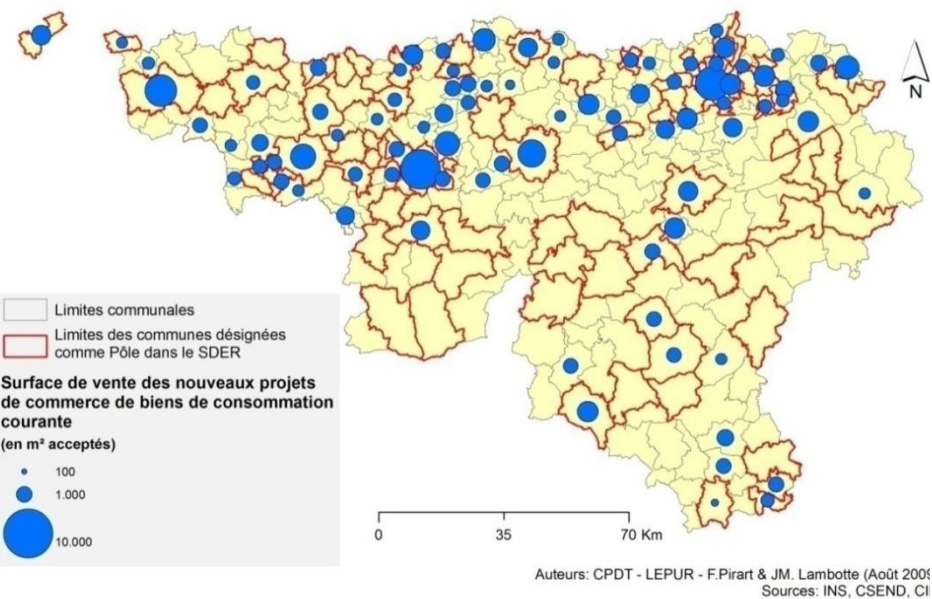 N
Limites communales
Limites des communes désignées
comme Pôle dans le SDER
Surface de vente des nouveaux projets
de commerce de biens de consommation
courante
(en m² acceptés)
100
1.000
10.000
0 35 70 Km
Auteurs: CPDT - LEPUR - F.Pirart & JM. Lambotte (Août 2009
Sources: INS, CSEND,